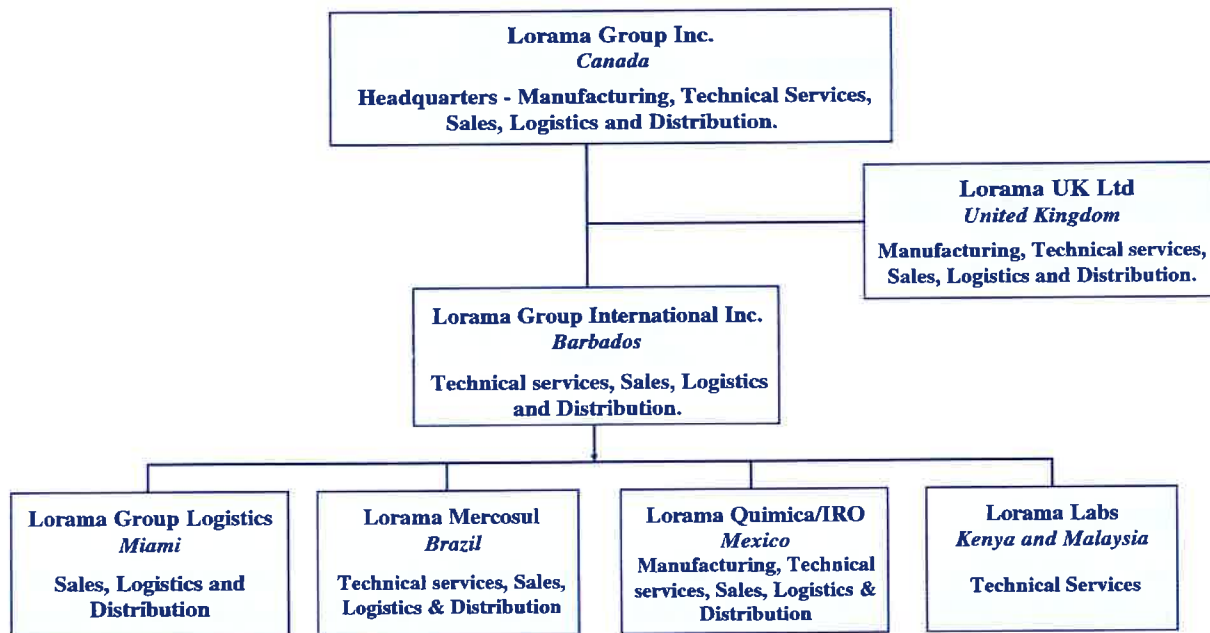 Lorama Group Inc.
Canada
Headquarters - Manufacturing, Technical Services,
Sales, Logistics and Distribution.
Lorama UK Ltd
United Kingdom
Manufacturing, Technical services,
Sales, Logistics and Distribution.
Lorama Group International Inc.
Barbados
Technical services, Sales, Logistics
and Distribution.
Lorama Group Logistics
Miami
Sales, Logistics and
Distribution
Lorama Mercosul
Brazil
Technical services, Sales,
Logistics & Distribution
Lorama Quimica/IRO
Mexico
Manufacturing, Technical
services, Sales, Logistics &
Distribution
Lorama Labs
Kenya and Malaysia
Technical Services